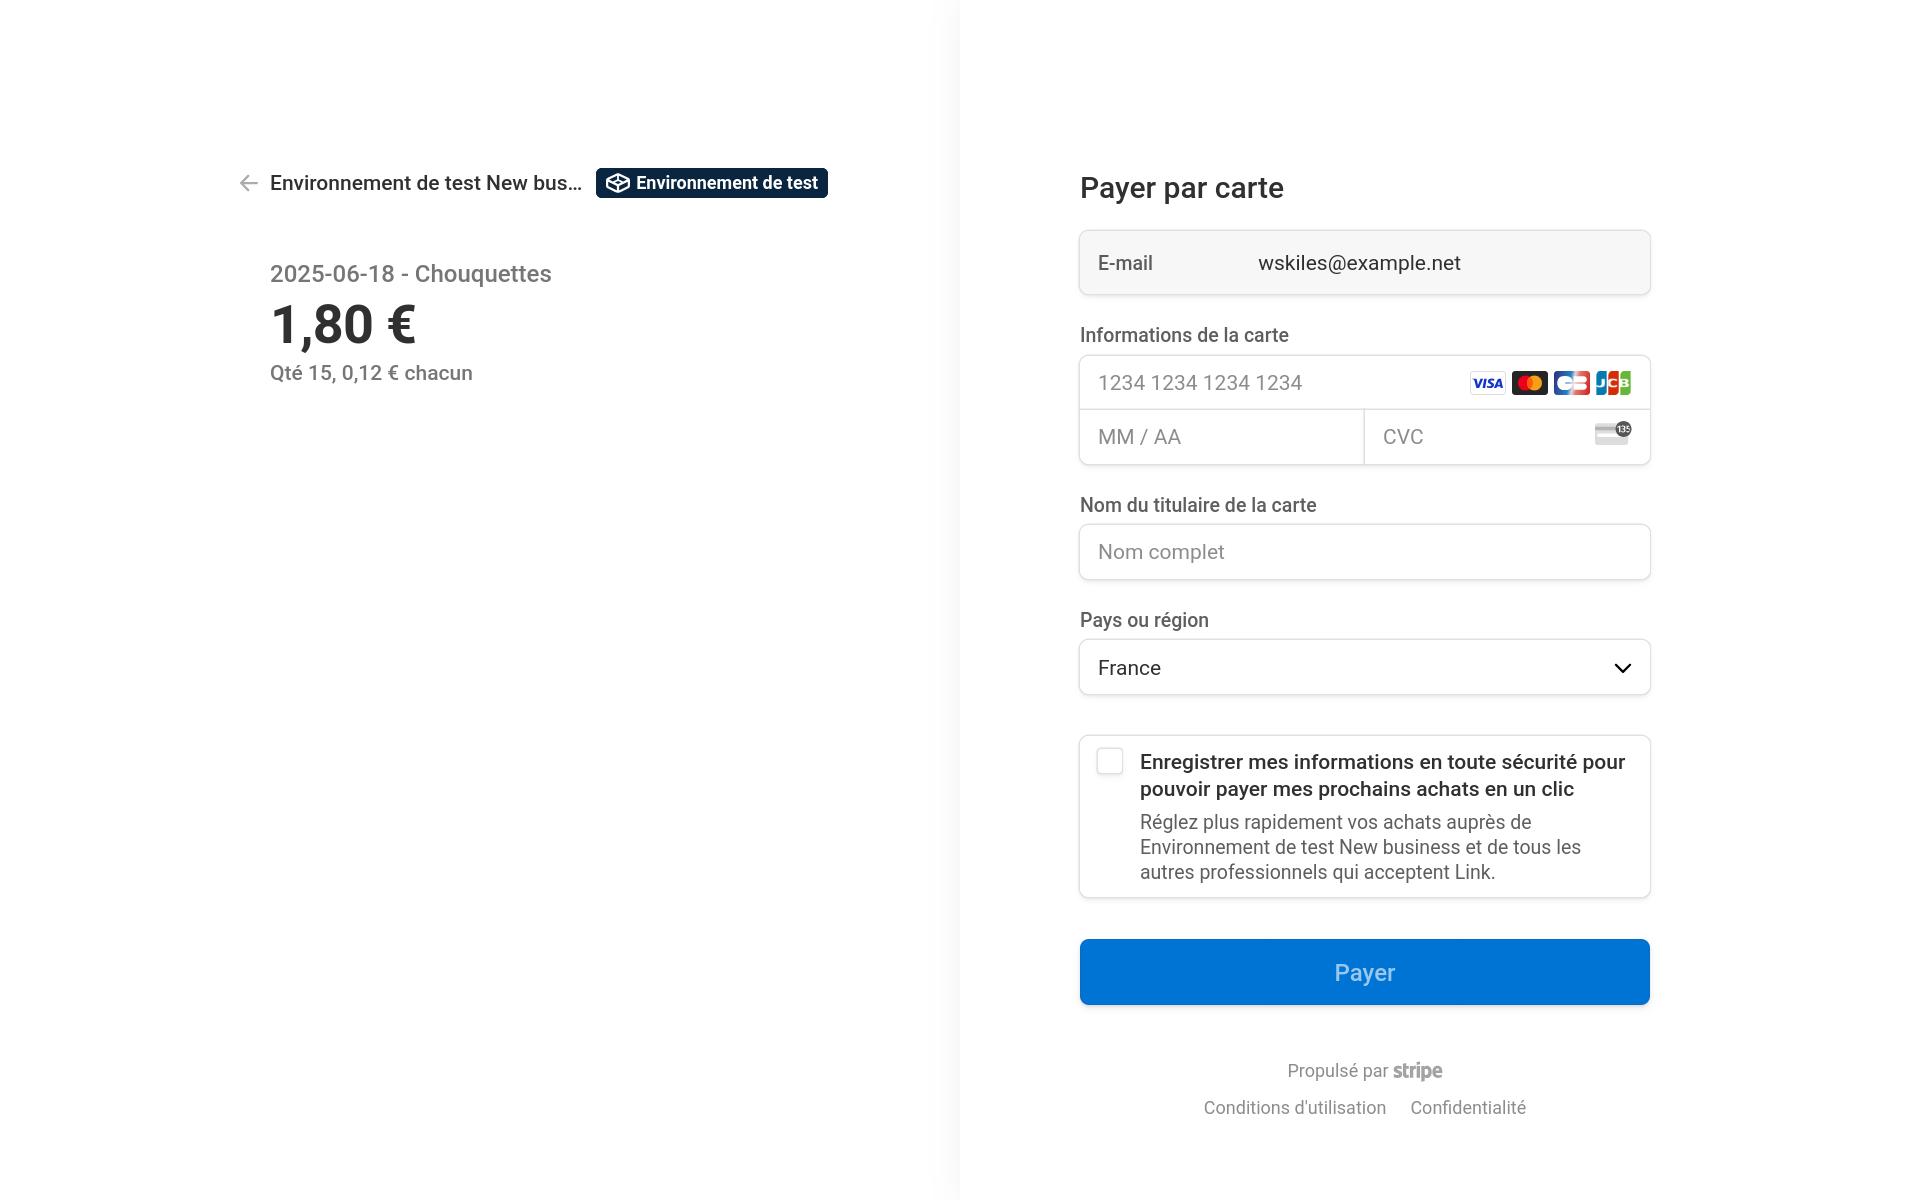 Environnement de test New bus...
Environnement de test
2025-06-18 - Chouquettes
1,80 €
Qté 15, 0,12 € chacun
Payer par carte
E-mail wskiles@example.net
Informations de la carte
1234 1234 1234 1234 VISA JCB
MM / AA CVC 135
Nom du titulaire de la carte
Nom complet
Pays ou région
France
Enregistrer mes informations en toute sécurité pour
pouvoir payer mes prochains achats en un clic
Réglez plus rapidement vos achats auprès de
Environnement de test New business et de tous les
autres professionnels qui acceptent Link.
Payer
Propulsé par stripe
Conditions d'utilisation Confidentialité